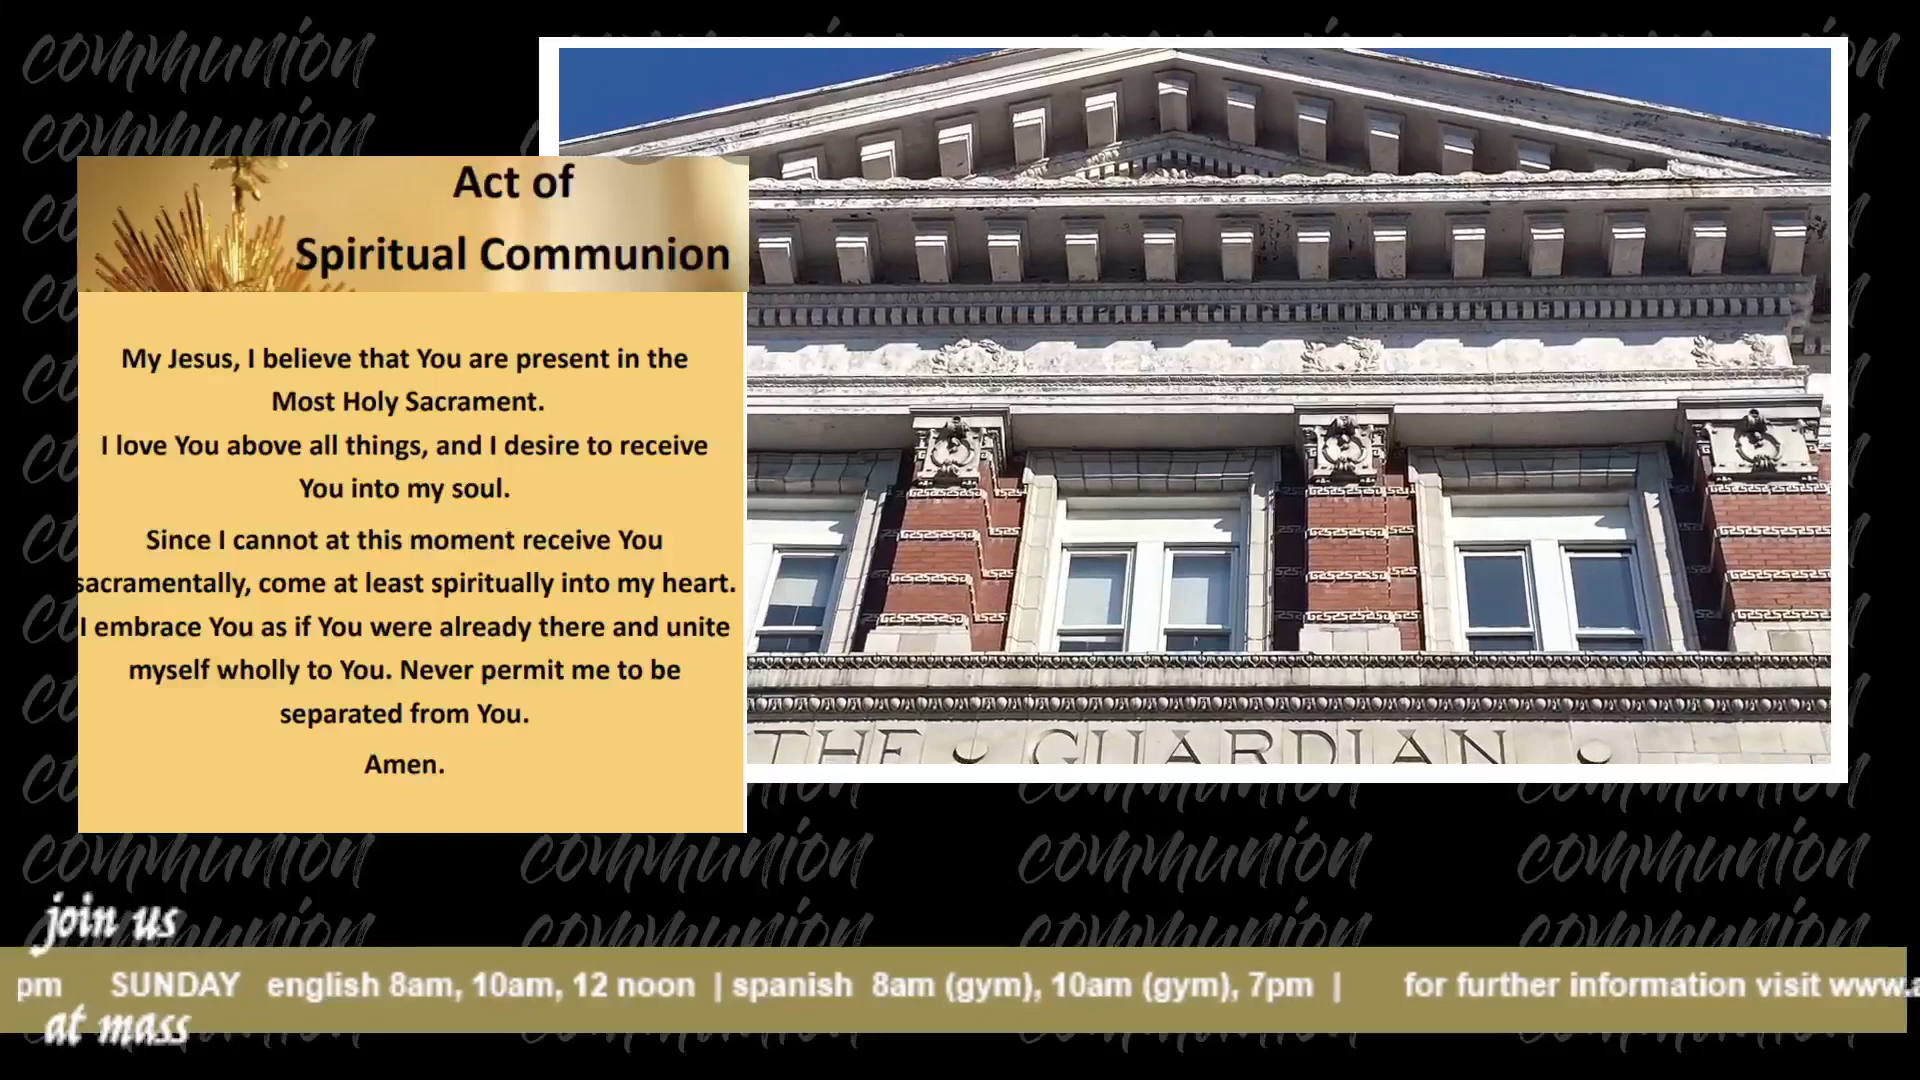 communion
communion
Act of
Spiritual Communion
My Jesus, I believe that You are present in the
Most Holy Sacrament.
I love You above all things, and I desire to receive
You into my soul.
Since I cannot at this moment receive You
sacramentally, come at least spiritually into my heart.
I embrace You as if You were already there and unite
myself wholly to You. Never permit me to be
separated from You.
Amen.
THE • GUARDIAN •
communion communion communion communion
join us
pm SUNDAY english 8am, 10am, 12 noon | spanish 8am (gym), 10am (gym), 7pm | for further information visit www.
at mass